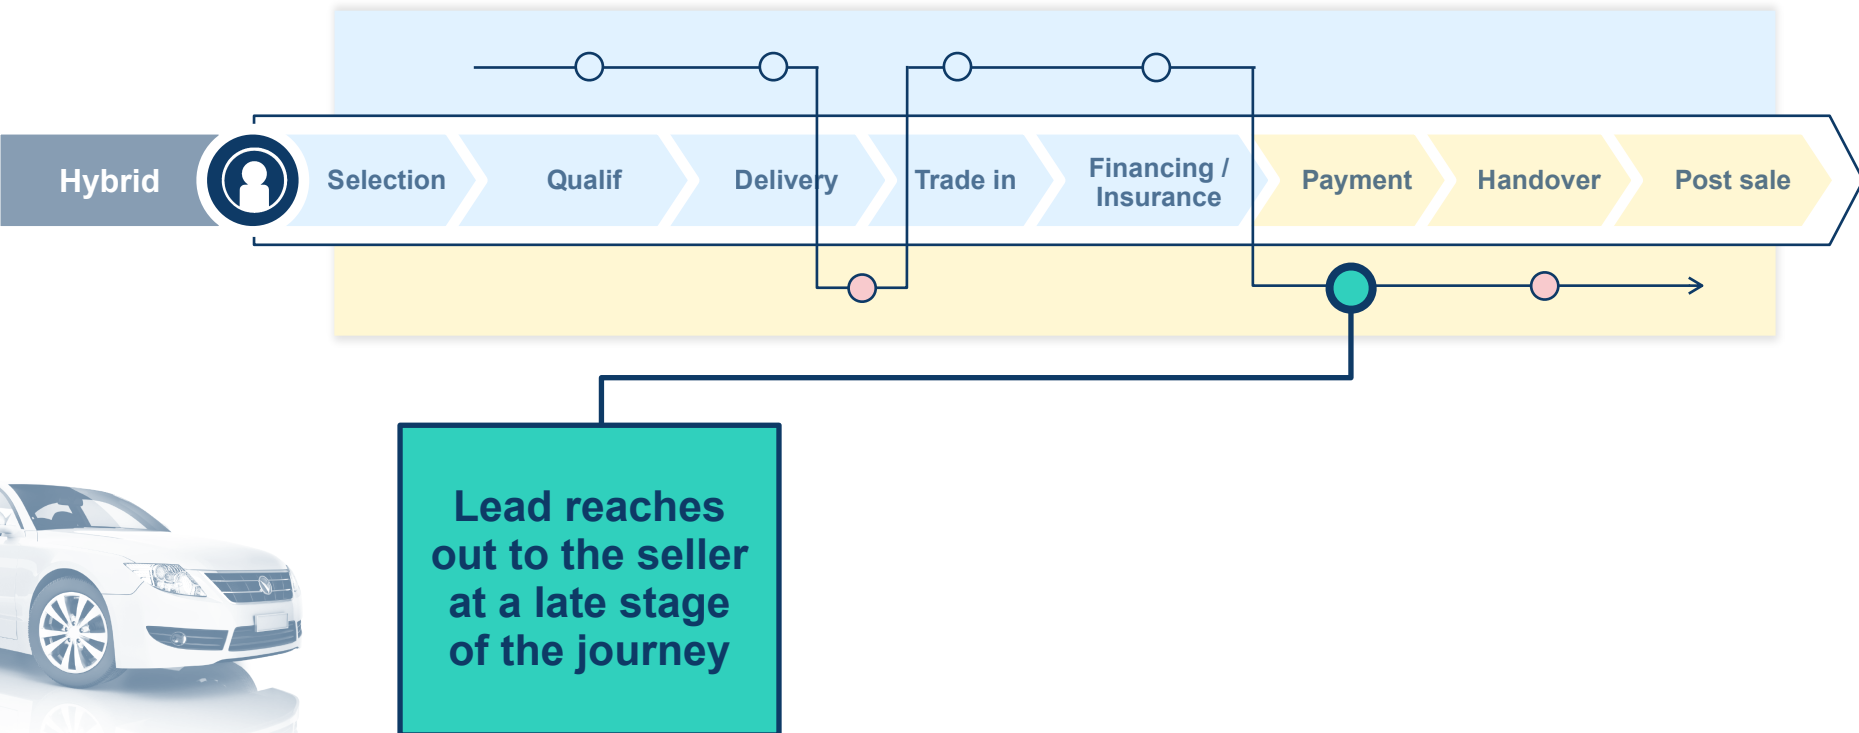 Hybrid
Selection
Qualif
Delivery
Trade in
Financing /
Insurance
Payment
Handover
Post sale
Lead reaches
out to the seller
at a late stage
of the journey